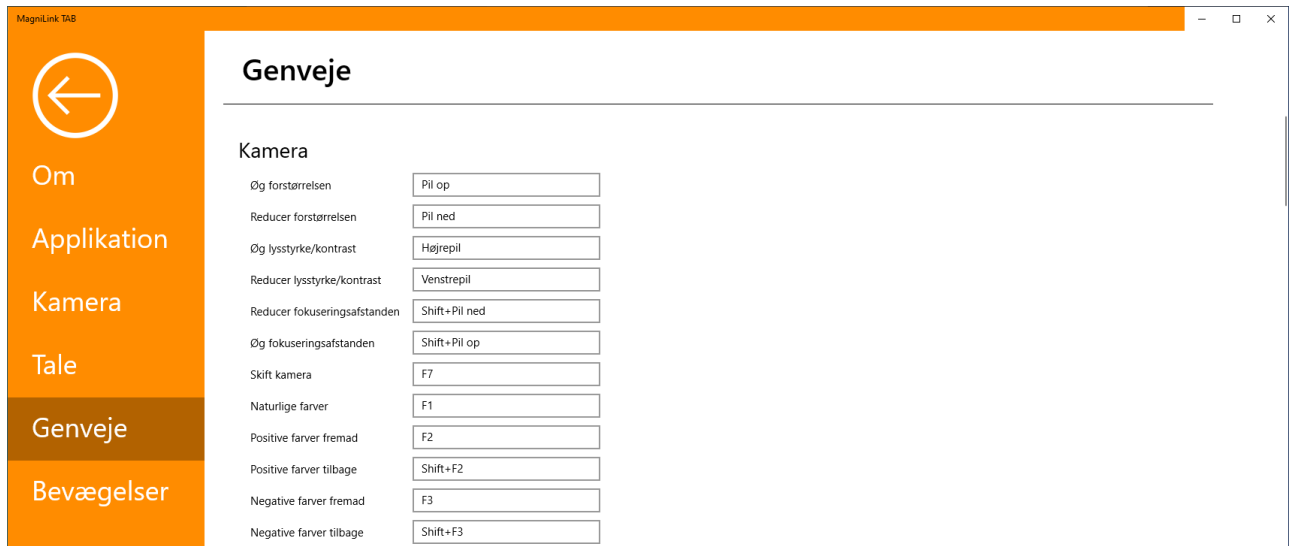 MagniLink TAB
Om
Applikation
Kamera
Tale
Genveje
Bevægelser
Genveje
Kamera
Øg forstørrelsen Pil op
Reducer forstørrelsen Pil ned
Øg lysstyrke/kontrast Højrepil
Reducer lysstyrke/kontrast Venstrepil
Reducer fokuseringsafstanden Shift+Pil ned
Øg fokuseringsafstanden Shift+Pil op
Skift kamera F7
Naturlige farver F1
Positive farver fremad F2
Positive farver tilbage Shift+F2
Negative farver fremad F3
Negative farver tilbage Shift+F3